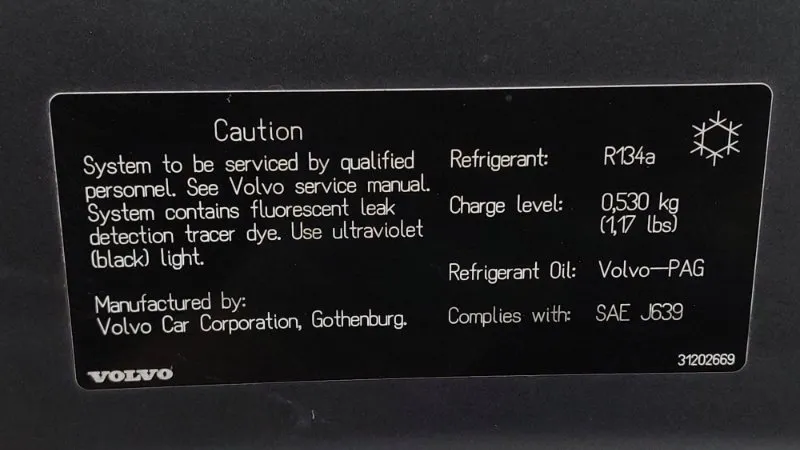 Caution
System to be serviced by qualified
personnel. See Volvo service manual.
System contains fluorescent leak
detection tracer dye. Use ultraviolet
(black) light.
Manufactured by:
Volvo Car Corporation, Gothenburg.
VOLVO
Refrigerant: R134a
Charge level: 0,530 kg
(1,17 lbs)
Refrigerant Oil: Volvo–PAG
Complies with: SAE J639
31202669